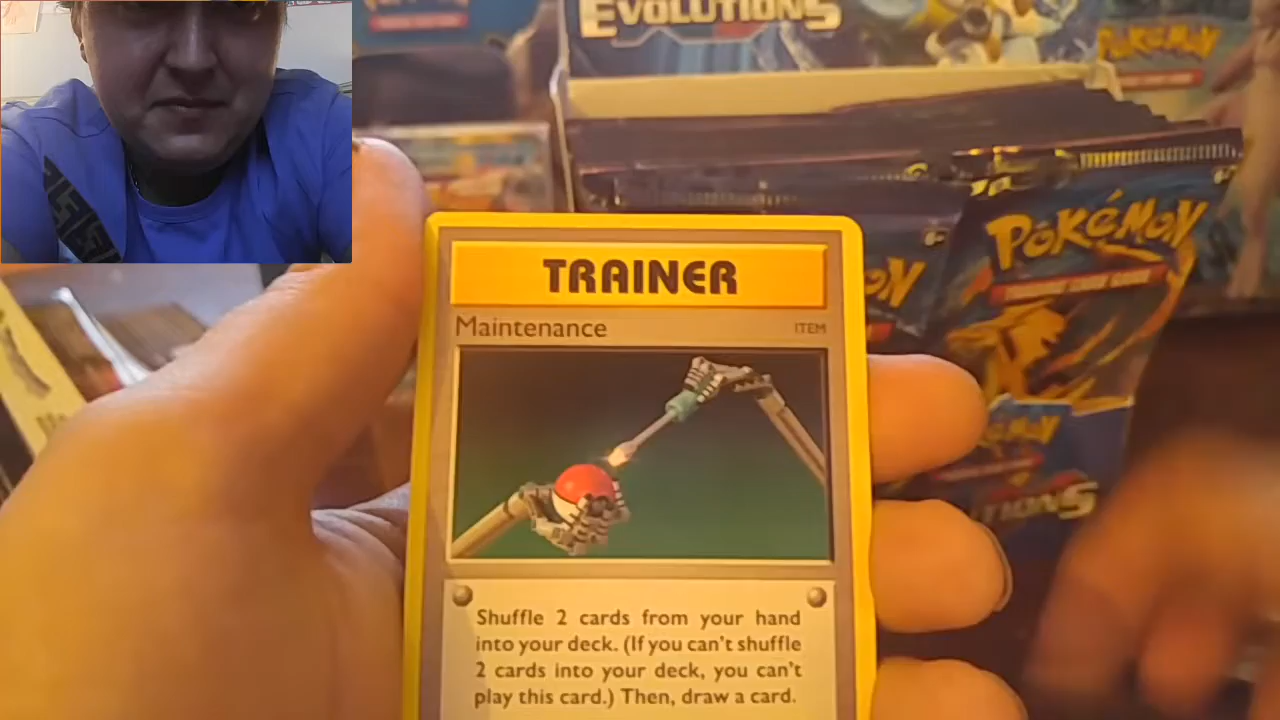 EVOLUTIONS
POKéMON
POKéMON
TRAINER
Maintenance
ITEM
Shuffle 2 cards from your hand
into your deck. (If you can't shuffle
2 cards into your deck, you can't
play this card.) Then, draw a card.